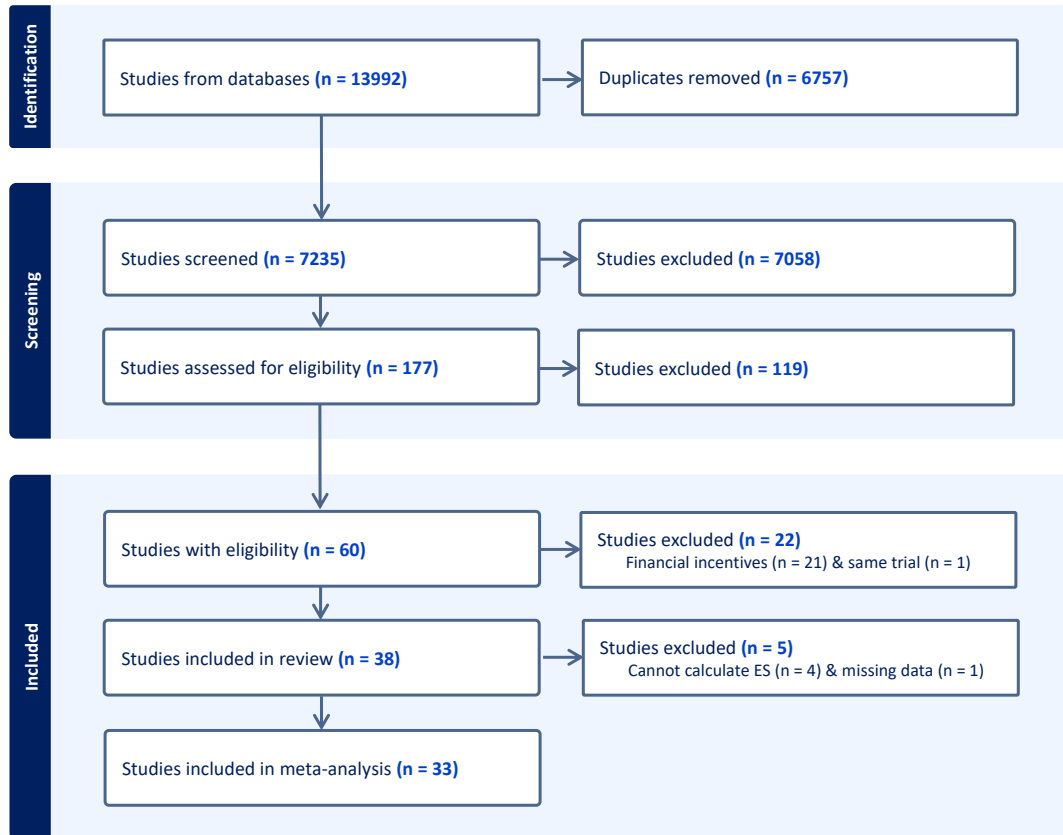 Identification
Studies from databases (n = 13992)
Duplicates removed (n = 6757)
Screening
Studies screened (n = 7235)
Studies excluded (n = 7058)
Studies assessed for eligibility (n = 177)
Studies excluded (n = 119)
Included
Studies with eligibility (n = 60)
Studies excluded (n = 22)
Financial incentives (n = 21) & same trial (n = 1)
Studies included in review (n = 38)
Studies excluded (n = 5)
Cannot calculate ES (n = 4) & missing data (n = 1)
Studies included in meta-analysis (n = 33)